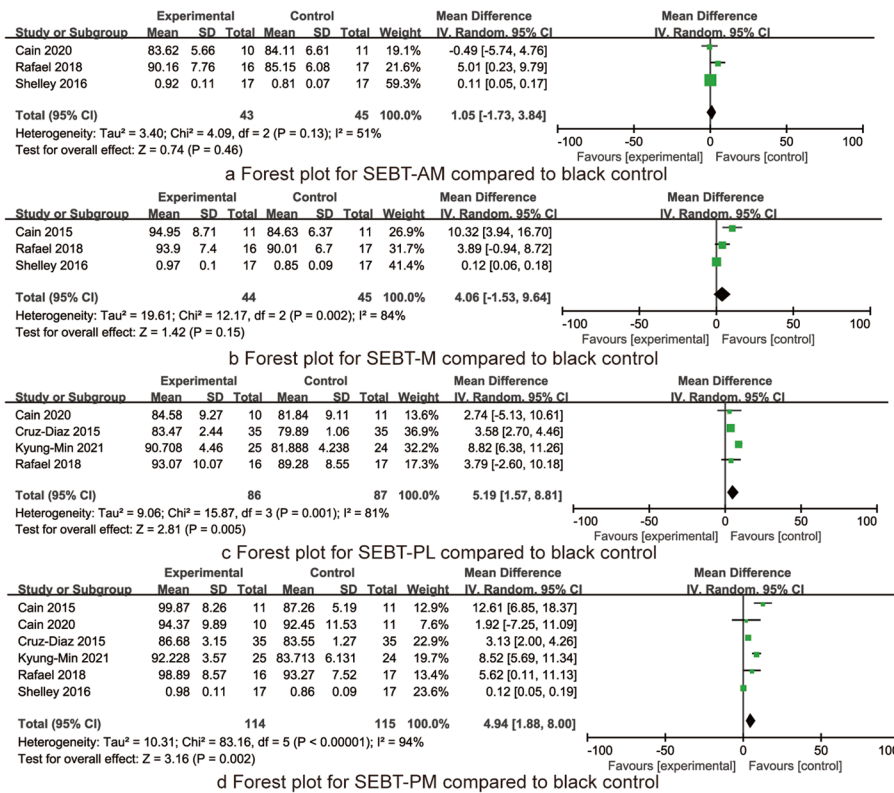 Experimental Control Mean Difference Mean Difference
Study or Subgroup Mean SD Total Mean SD Total Weight IV. Random. 95% CI IV. Random. 95% CI
Cain 2020 83.62 5.66 10 84.11 6.61 11 19.1% -0.49 [-5.74, 4.76]
Rafael 2018 90.16 7.76 16 85.15 6.08 17 21.6% 5.01 [0.23, 9.79]
Shelley 2016 0.92 0.11 17 0.81 0.07 17 59.3% 0.11 [0.05, 0.17]
Total (95% CI) 43 45 100.0% 1.05 [-1.73, 3.84]
Heterogeneity: Tau² = 3.40; Chi² = 4.09, df = 2 (P = 0.13); I² = 51%
Test for overall effect: Z = 0.74 (P = 0.46)
-100 -50 0 50 100
Favours [experimental] Favours [control]
a Forest plot for SEBT-AM compared to black control
Experimental Control Mean Difference Mean Difference
Study or Subgroup Mean SD Total Mean SD Total Weight IV. Random. 95% CI IV. Random. 95% CI
Cain 2015 94.95 8.71 11 84.63 6.37 11 26.9% 10.32 [3.94, 16.70]
Rafael 2018 93.9 7.4 16 90.01 6.7 17 31.7% 3.89 [-0.94, 8.72]
Shelley 2016 0.97 0.1 17 0.85 0.09 17 41.4% 0.12 [0.06, 0.18]
Total (95% CI) 44 45 100.0% 4.06 [-1.53, 9.64]
Heterogeneity: Tau² = 19.61; Chi² = 12.17, df = 2 (P = 0.002); I² = 84%
Test for overall effect: Z = 1.42 (P = 0.15)
-100 -50 0 50 100
Favours [experimental] Favours [control]
b Forest plot for SEBT-M compared to black control
Experimental Control Mean Difference Mean Difference
Study or Subgroup Mean SD Total Mean SD Total Weight IV. Random. 95% CI IV. Random. 95% CI
Cain 2020 84.58 9.27 10 81.84 9.11 11 13.6% 2.74 [-5.13, 10.61]
Cruz-Diaz 2015 83.47 2.44 35 79.89 1.06 35 36.9% 3.58 [2.70, 4.46]
Kyung-Min 2021 90.708 4.46 25 81.888 4.238 24 32.2% 8.82 [6.38, 11.26]
Rafael 2018 93.07 10.07 16 89.28 8.55 17 17.3% 3.79 [-2.60, 10.18]
Total (95% CI) 86 87 100.0% 5.19 [1.57, 8.81]
Heterogeneity: Tau² = 9.06; Chi² = 15.87, df = 3 (P = 0.001); I² = 81%
Test for overall effect: Z = 2.81 (P = 0.005)
-100 -50 0 50 100
Favours [experimental] Favours [control]
c Forest plot for SEBT-PL compared to black control
Experimental Control Mean Difference Mean Difference
Study or Subgroup Mean SD Total Mean SD Total Weight IV. Random. 95% CI IV. Random. 95% CI
Cain 2015 99.87 8.26 11 87.26 5.19 11 12.9% 12.61 [6.85, 18.37]
Cain 2020 94.37 9.89 10 92.45 11.53 11 7.6% 1.92 [-7.25, 11.09]
Cruz-Diaz 2015 86.68 3.15 35 83.55 1.27 35 22.9% 3.13 [2.00, 4.26]
Kyung-Min 2021 92.228 3.57 25 83.713 6.131 24 19.7% 8.52 [5.69, 11.34]
Rafael 2018 98.89 8.57 16 93.27 7.52 17 13.4% 5.62 [0.11, 11.13]
Shelley 2016 0.98 0.11 17 0.86 0.09 17 23.6% 0.12 [0.05, 0.19]
Total (95% CI) 114 115 100.0% 4.94 [1.88, 8.00]
Heterogeneity: Tau² = 10.31; Chi² = 83.16, df = 5 (P < 0.00001); I² = 94%
Test for overall effect: Z = 3.16 (P = 0.002)
-100 -50 0 50 100
Favours [experimental] Favours [control]
d Forest plot for SEBT-PM compared to black control